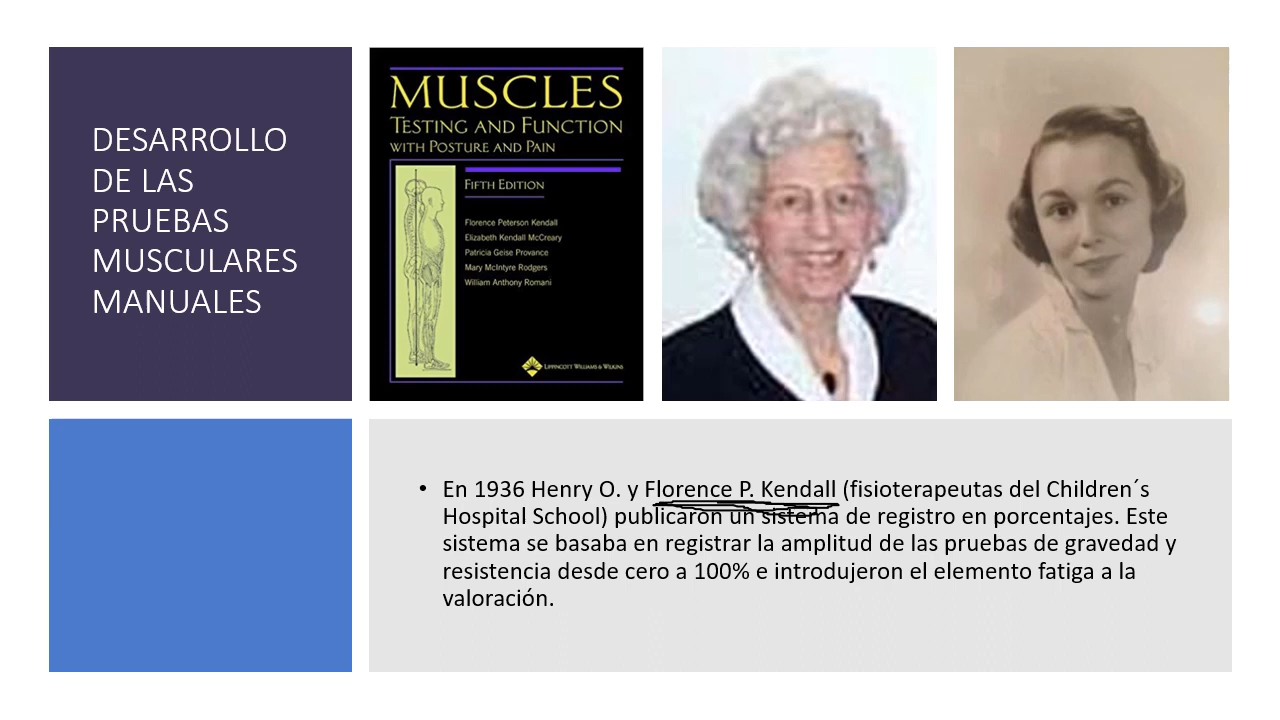 DESARROLLO
DE LAS
PRUEBAS
MUSCULARES
MANUALES
MUSCLES
TESTING AND FUNCTION
WITH POSTURE AND PAIN
FIFTH EDITION
Florence Peterson Kendall
Elizabeth Kendall McCreary
Patricia Geise Provance
Mary McIntyre Rodgers
William Anthony Romani
LIPPINCOTT WILLIAMS & WILKINS
• En 1936 Henry O. y Florence P. Kendall (fisioterapeutas del Children´s
Hospital School) publicaron un sistema de registro en porcentajes. Este
sistema se basaba en registrar la amplitud de las pruebas de gravedad y
resistencia desde cero a 100% e introdujeron el elemento fatiga a la
valoración.